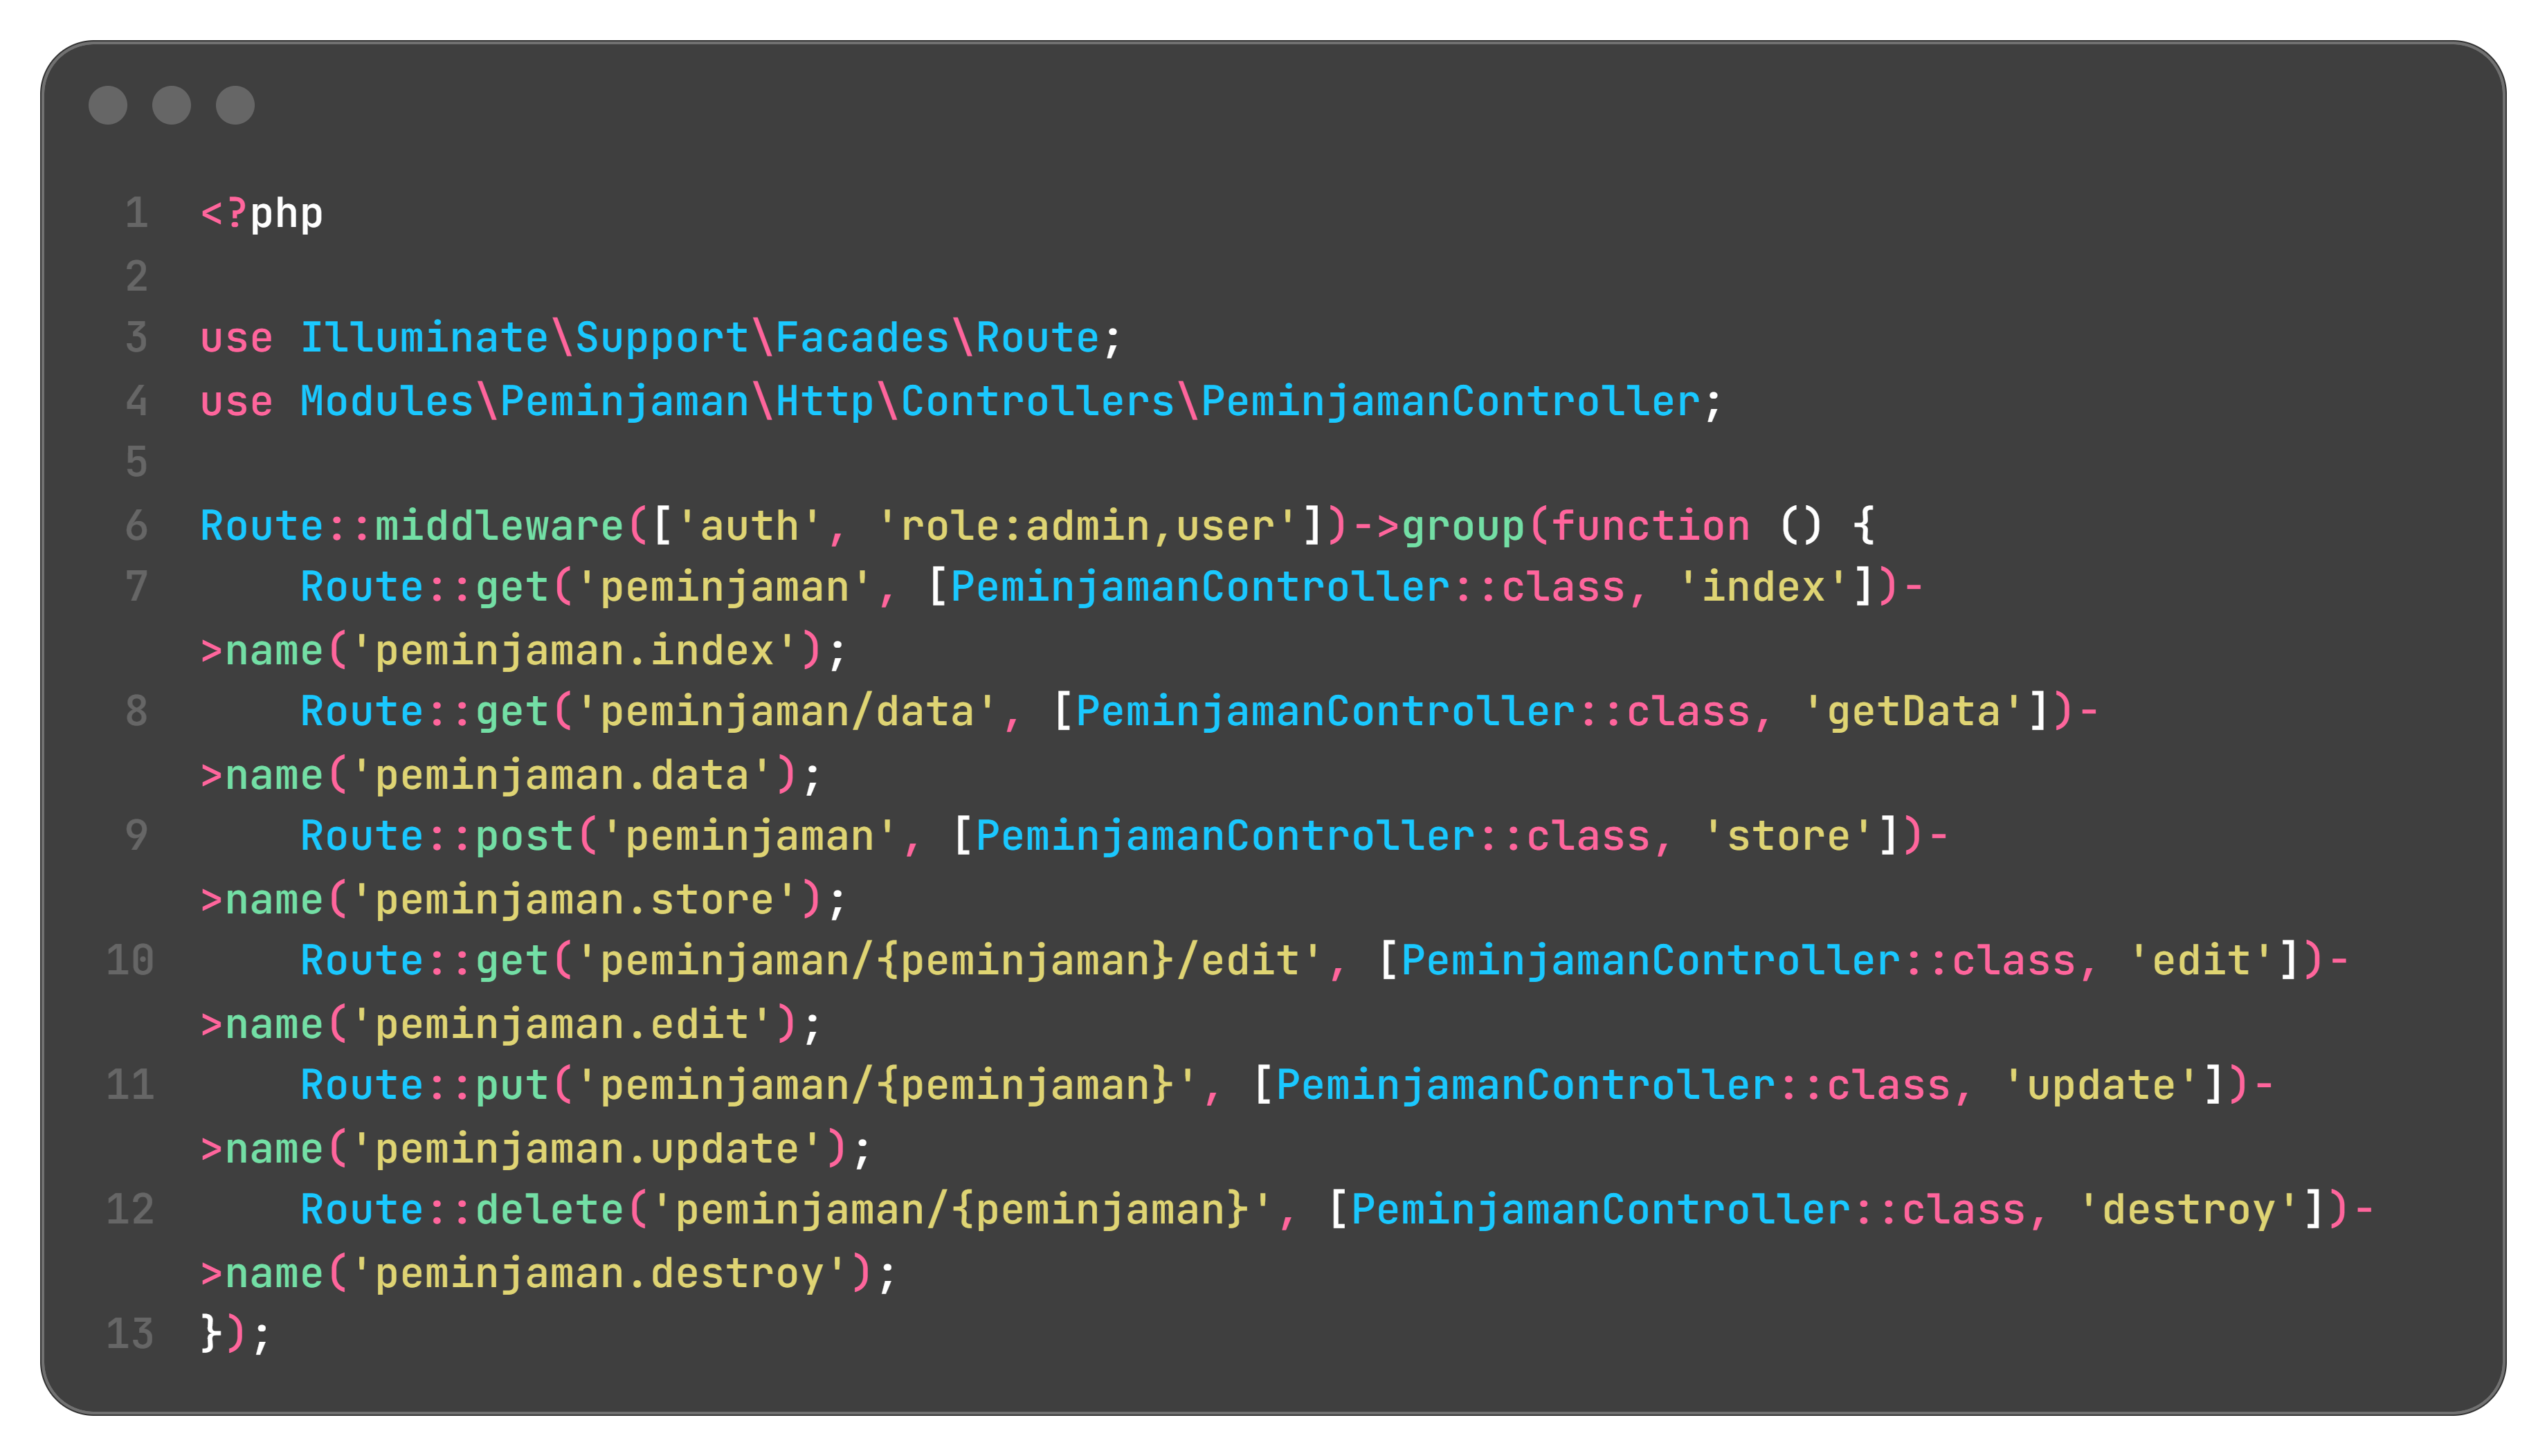 1 <?php
2
3 use Illuminate\Support\Facades\Route;
4 use Modules\Peminjaman\Http\Controllers\PeminjamanController;
5
6 Route::middleware(['auth', 'role:admin,user'])->group(function () {
7     Route::get('peminjaman', [PeminjamanController::class, 'index'])-
>name('peminjaman.index');
8     Route::get('peminjaman/data', [PeminjamanController::class, 'getData'])-
>name('peminjaman.data');
9     Route::post('peminjaman', [PeminjamanController::class, 'store'])-
>name('peminjaman.store');
10     Route::get('peminjaman/{peminjaman}/edit', [PeminjamanController::class, 'edit'])-
>name('peminjaman.edit');
11     Route::put('peminjaman/{peminjaman}', [PeminjamanController::class, 'update'])-
>name('peminjaman.update');
12     Route::delete('peminjaman/{peminjaman}', [PeminjamanController::class, 'destroy'])-
>name('peminjaman.destroy');
13 });